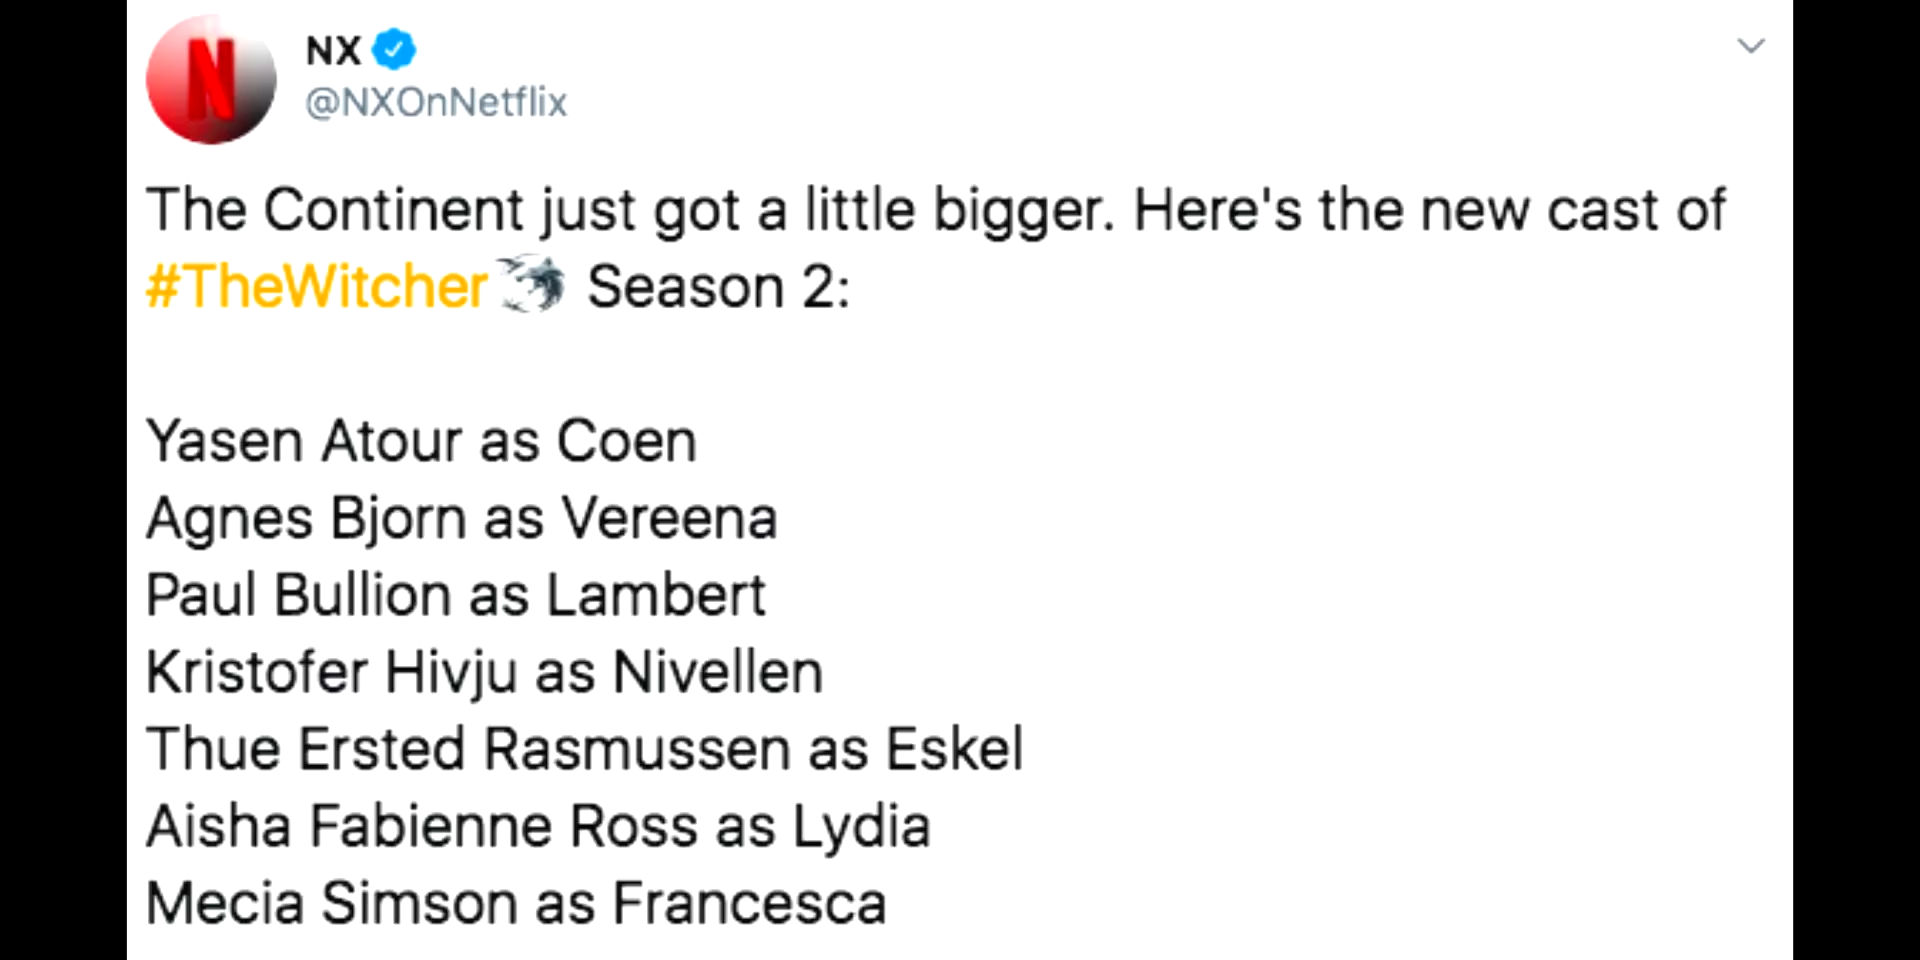 N
NX
@NXOnNetflix
The Continent just got a little bigger. Here's the new cast of
#TheWitcher Season 2:
Yasen Atour as Coen
Agnes Bjorn as Vereena
Paul Bullion as Lambert
Kristofer Hivju as Nivellen
Thue Ersted Rasmussen as Eskel
Aisha Fabienne Ross as Lydia
Mecia Simson as Francesca